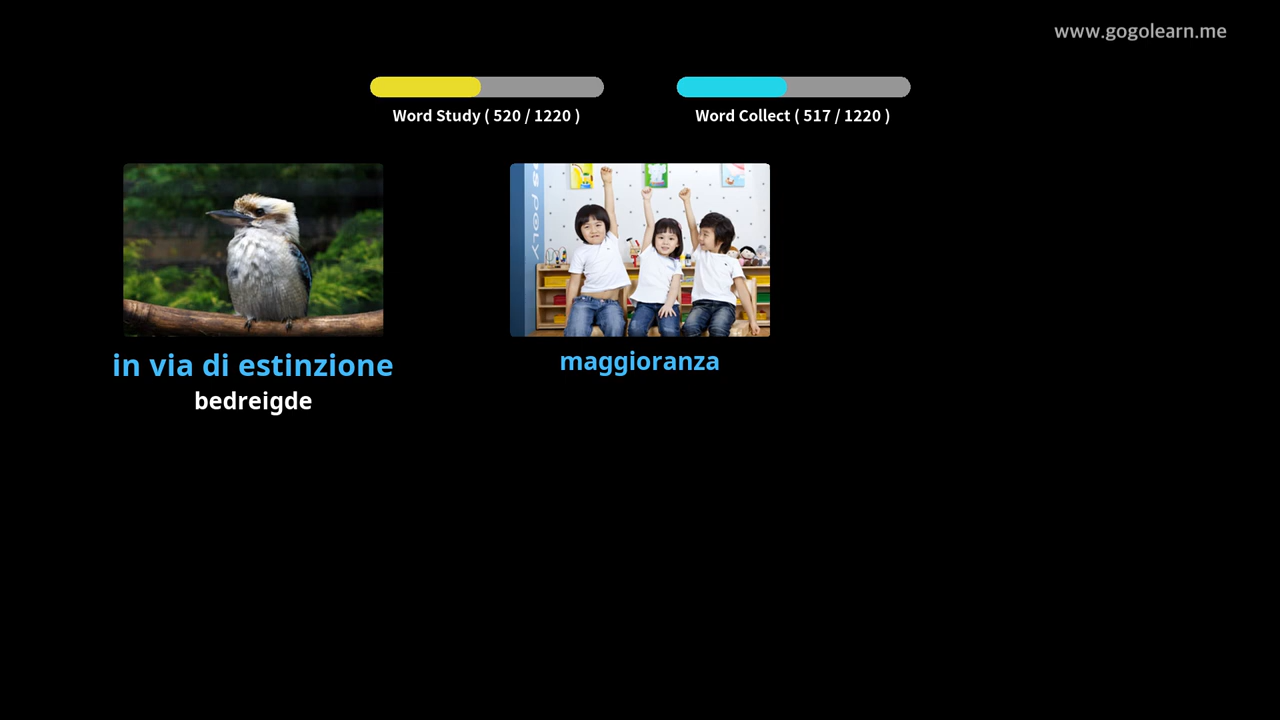 www.gogolearn.me
Word Study ( 520 / 1220 )
Word Collect ( 517 / 1220 )
in via di estinzione
bedreigde
maggioranza